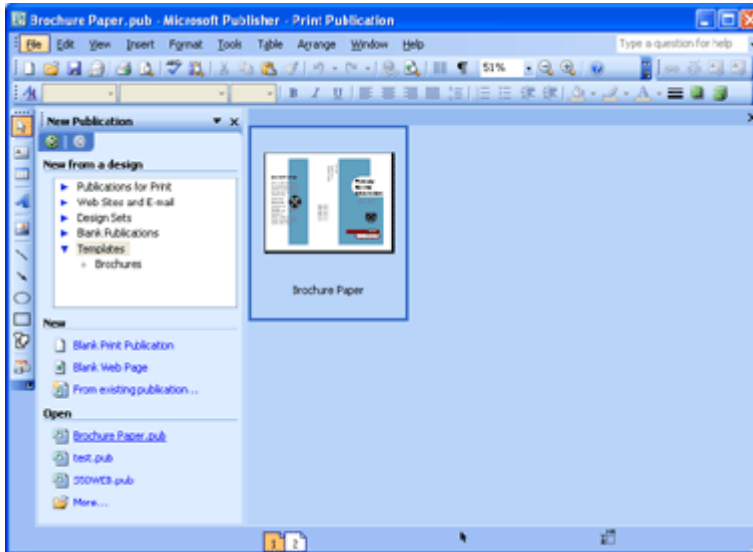 Brochure Paper.pub - Microsoft Publisher - Print Publication
File Edit View Insert Format Tools Table Arrange Window Help Type a question for help
51%
B I U
New Publication
New from a design
Publications for Print
Web Sites and E-mail
Design Sets
Blank Publications
Templates
Brochures
Brochure Paper
New
Blank Print Publication
Blank Web Page
From existing publication...
Open
Brochure Paper.pub
test.pub
More...
1 2